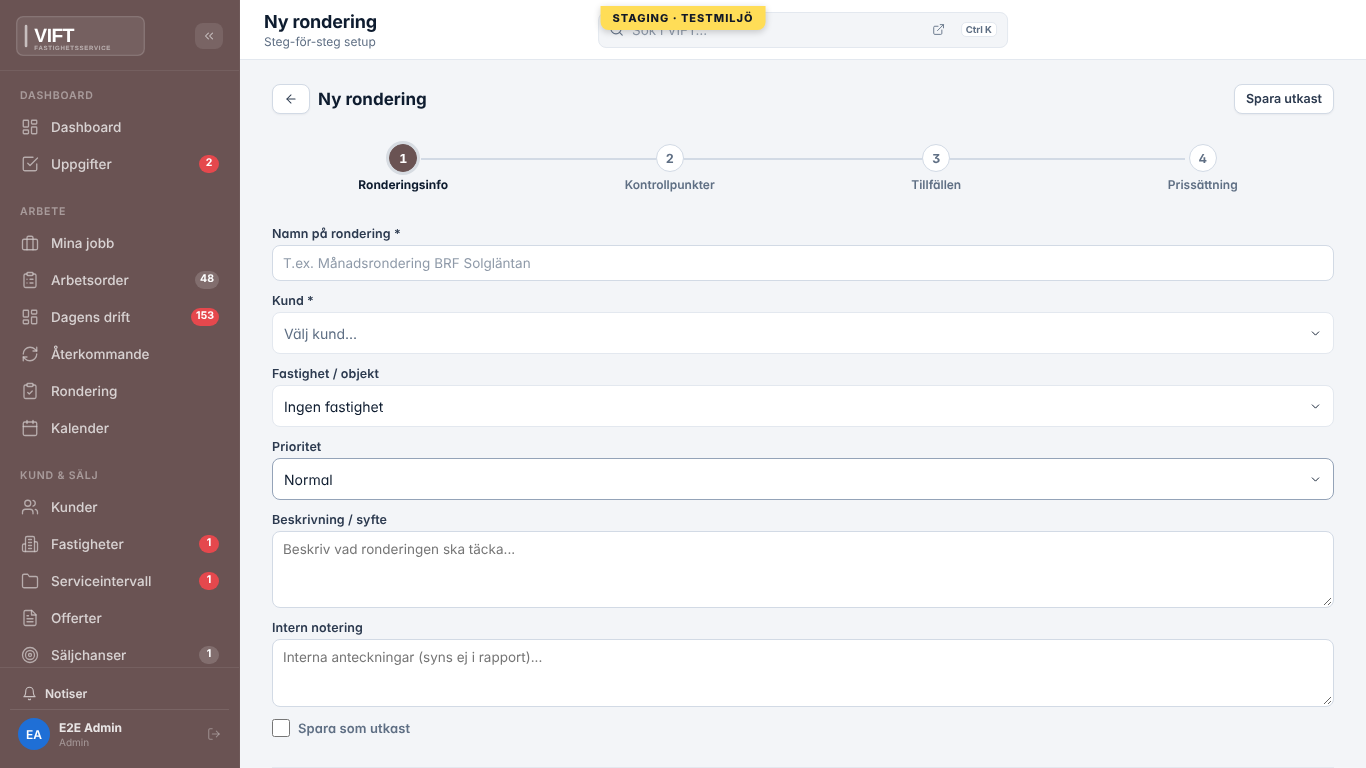 VIFT
FASTIGHETSSERVICE
DASHBOARD
Dashboard
Uppgifter 2
ARBETE
Mina jobb
Arbetsorder 48
Dagens drift 153
Återkommande
Rondering
Kalender
KUND & SÄLJ
Kunder
Fastigheter 1
Serviceintervall 1
Offerter
Säljchanser 1
Notiser
EA
E2E Admin
Admin
Ny rondering
Steg-för-steg setup
STAGING · TESTMILJÖ
Sök i VIFT...
Ctrl K
Ny rondering
Spara utkast
1 2 3 4
Ronderingsinfo Kontrollpunkter Tillfällen Prissättning
Namn på rondering *
T.ex. Månadsrondering BRF Solgläntan
Kund *
Välj kund...
Fastighet / objekt
Ingen fastighet
Prioritet
Normal
Beskrivning / syfte
Beskriv vad ronderingen ska täcka...
Intern notering
Interna anteckningar (syns ej i rapport)...
Spara som utkast